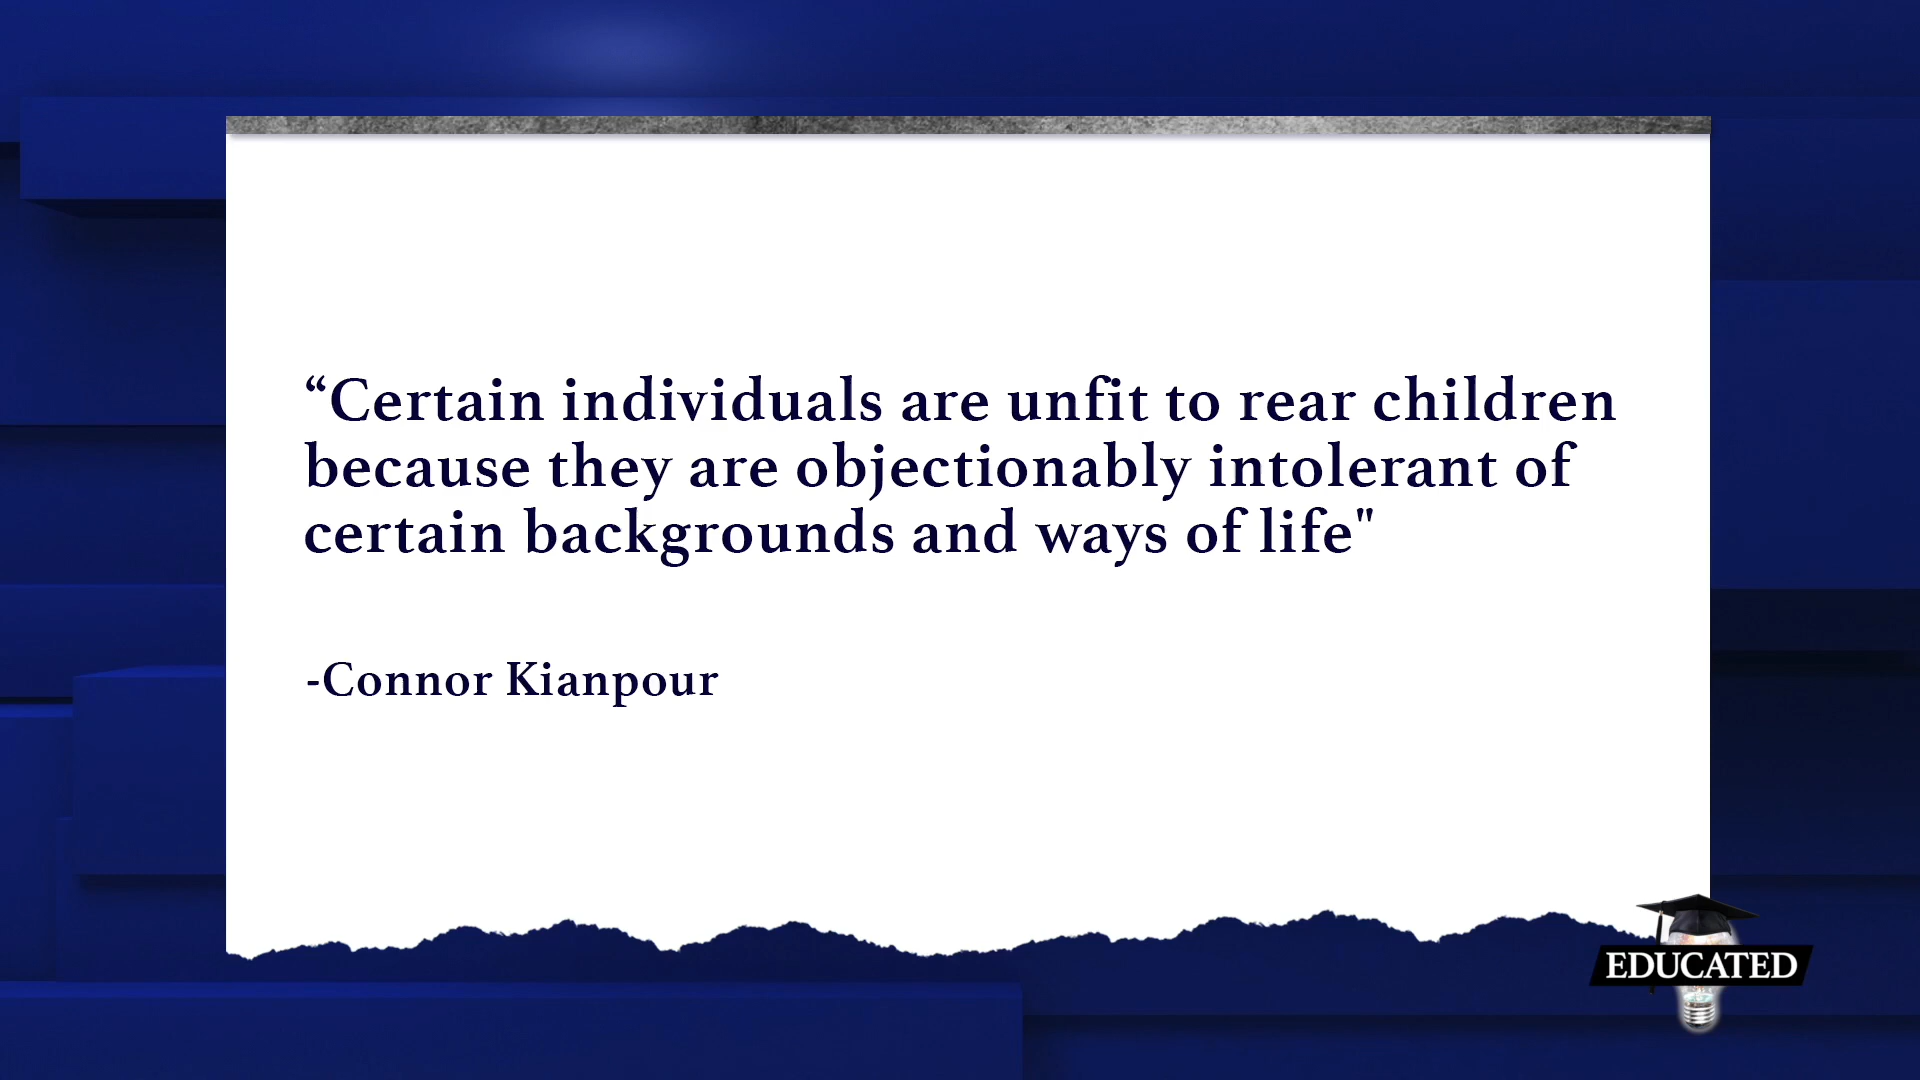 “Certain individuals are unfit to rear children
because they are objectionably intolerant of
certain backgrounds and ways of life"
-Connor Kianpour
EDUCATED